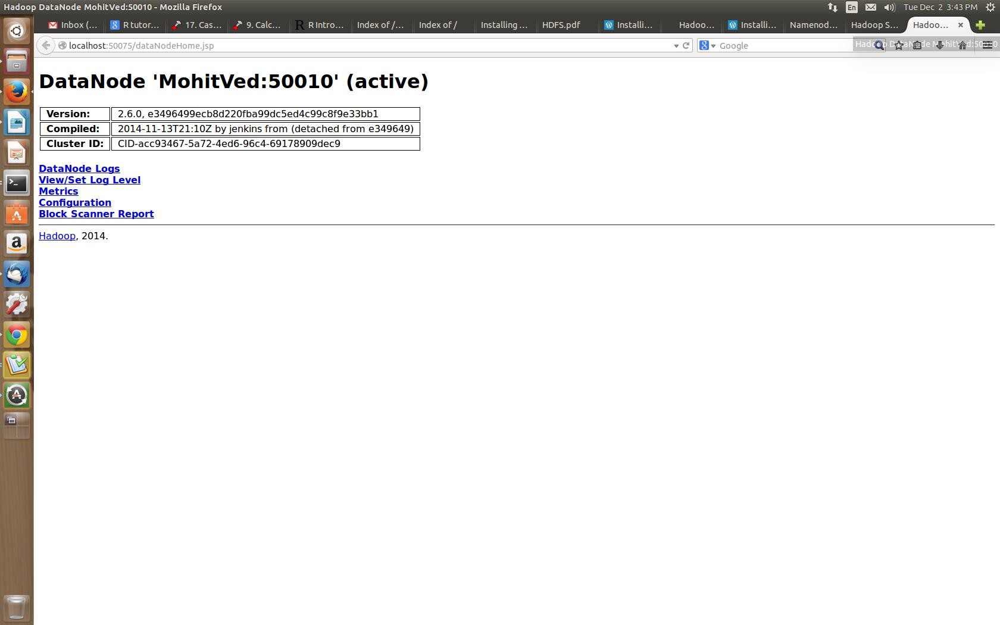 Hadoop DataNode MohitVed:50010 - Mozilla Firefox
En
Tue Dec 2 3:43 PM
Inbox (...
R tutor...
17. Cas...
9. Calc...
R Intro...
Index of /...
Index of /
Installing ...
HDFS.pdf
Installi...
Hadoo...
Installi...
Namenod...
Hadoop S...
Hadoo...
localhost:50075/dataNodeHome.jsp
Google
Hadoop DataNode MohitVed:50010
DataNode 'MohitVed:50010' (active)
Version: 2.6.0, e3496499ecb8d220fba99dc5ed4c99c8f9e33bb1
Compiled: 2014-11-13T21:10Z by jenkins from (detached from e349649)
Cluster ID: CID-acc93467-5a72-4ed6-96c4-69178909dec9
DataNode Logs
View/Set Log Level
Metrics
Configuration
Block Scanner Report
Hadoop, 2014.